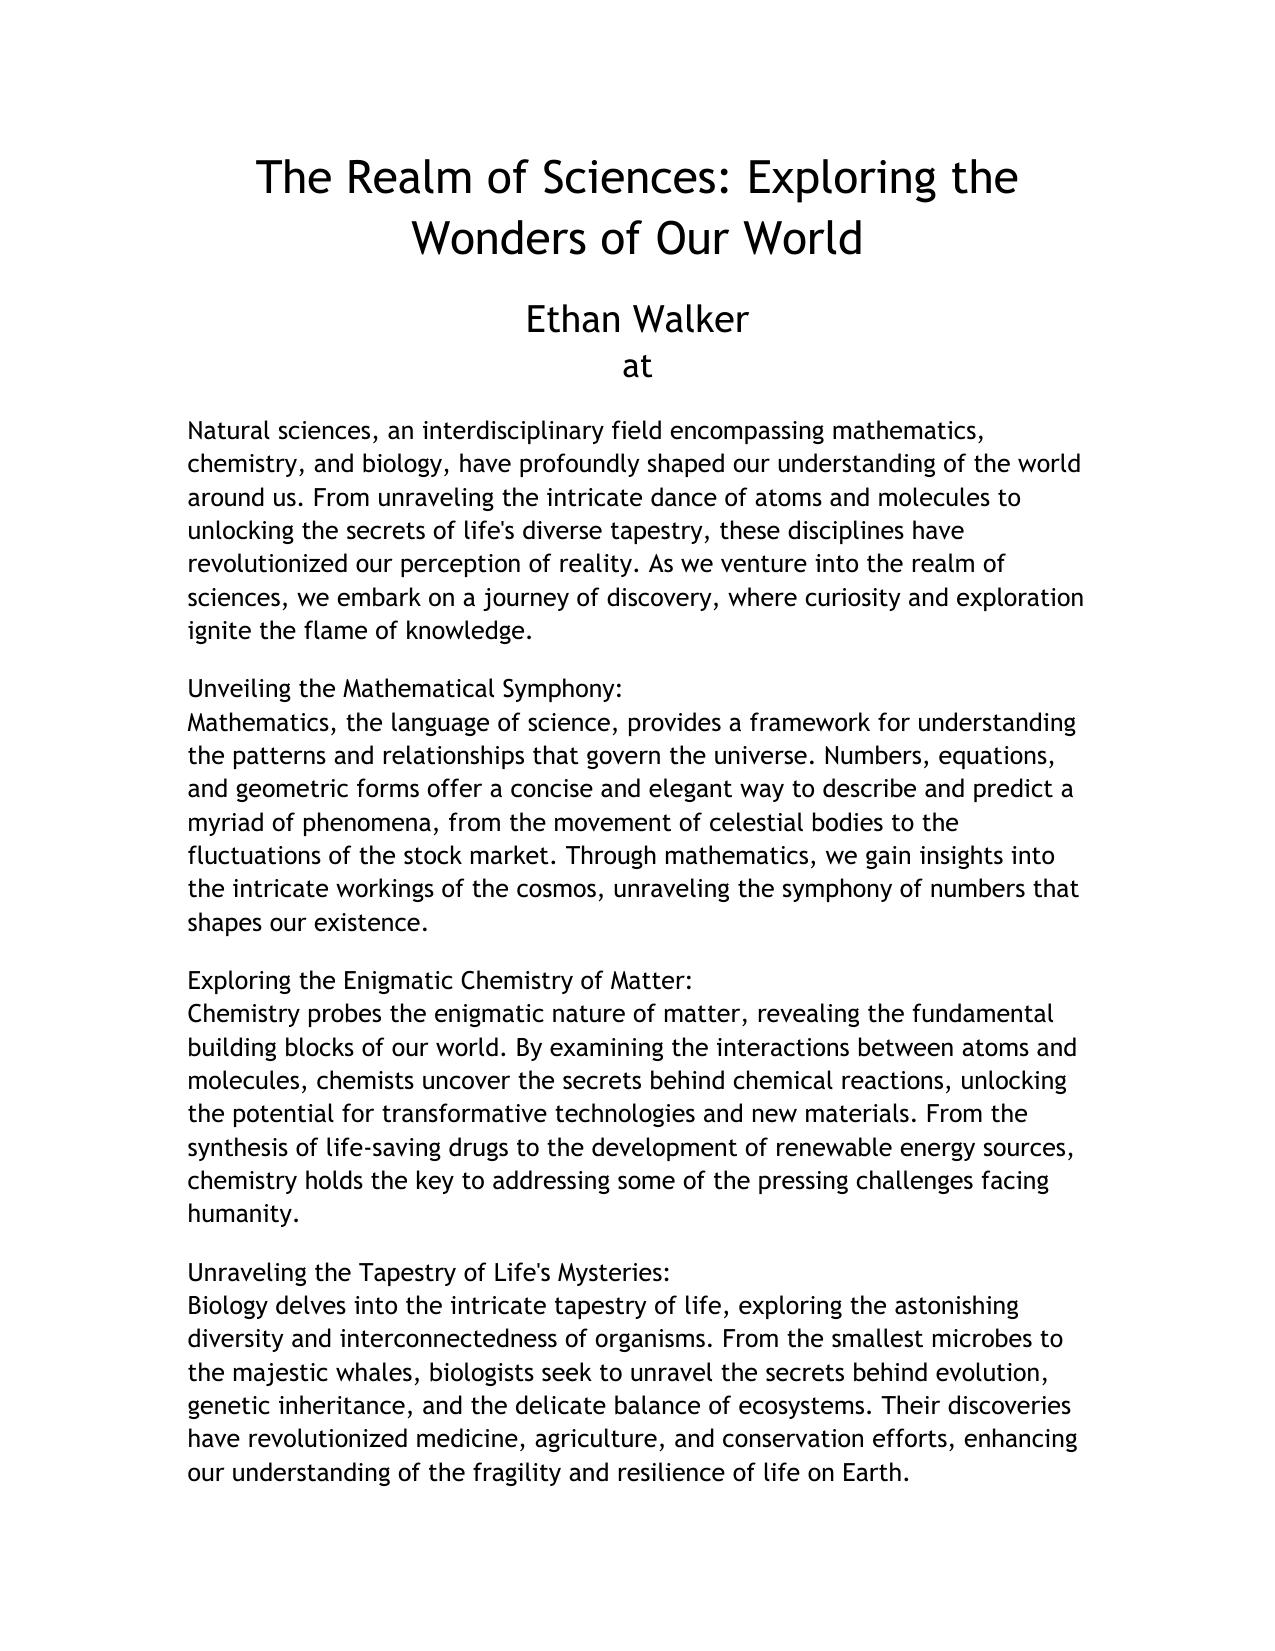 The Realm of Sciences: Exploring the
Wonders of Our World
Ethan Walker
at
Natural sciences, an interdisciplinary field encompassing mathematics,
chemistry, and biology, have profoundly shaped our understanding of the world
around us. From unraveling the intricate dance of atoms and molecules to
unlocking the secrets of life's diverse tapestry, these disciplines have
revolutionized our perception of reality. As we venture into the realm of
sciences, we embark on a journey of discovery, where curiosity and exploration
ignite the flame of knowledge.
Unveiling the Mathematical Symphony:
Mathematics, the language of science, provides a framework for understanding
the patterns and relationships that govern the universe. Numbers, equations,
and geometric forms offer a concise and elegant way to describe and predict a
myriad of phenomena, from the movement of celestial bodies to the
fluctuations of the stock market. Through mathematics, we gain insights into
the intricate workings of the cosmos, unraveling the symphony of numbers that
shapes our existence.
Exploring the Enigmatic Chemistry of Matter:
Chemistry probes the enigmatic nature of matter, revealing the fundamental
building blocks of our world. By examining the interactions between atoms and
molecules, chemists uncover the secrets behind chemical reactions, unlocking
the potential for transformative technologies and new materials. From the
synthesis of life-saving drugs to the development of renewable energy sources,
chemistry holds the key to addressing some of the pressing challenges facing
humanity.
Unraveling the Tapestry of Life's Mysteries:
Biology delves into the intricate tapestry of life, exploring the astonishing
diversity and interconnectedness of organisms. From the smallest microbes to
the majestic whales, biologists seek to unravel the secrets behind evolution,
genetic inheritance, and the delicate balance of ecosystems. Their discoveries
have revolutionized medicine, agriculture, and conservation efforts, enhancing
our understanding of the fragility and resilience of life on Earth.